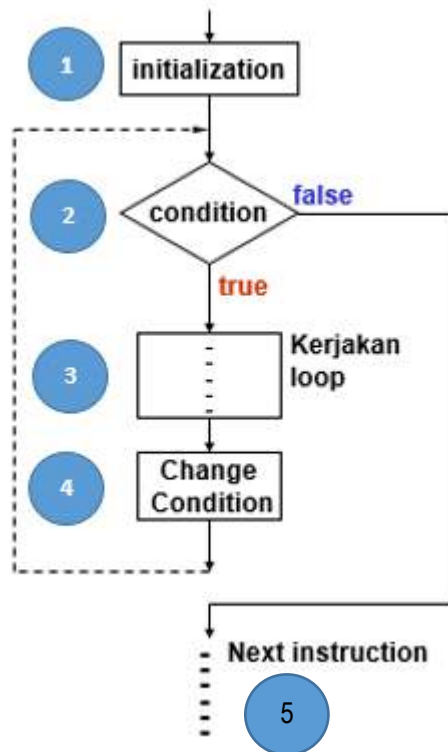 1
initialization
2
condition
false
true
3
Kerjakan
loop
4
Change
Condition
Next instruction
5